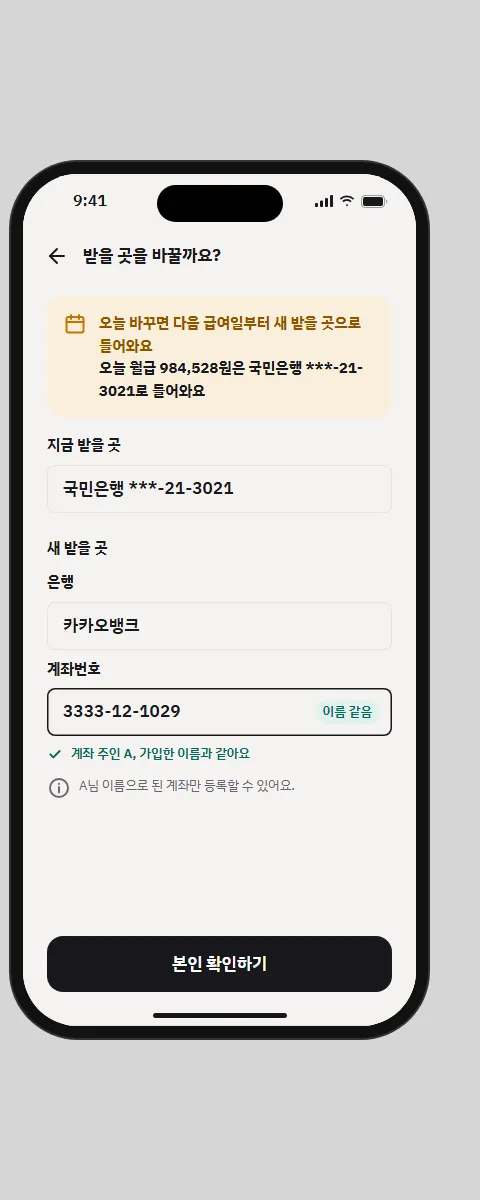 9:41
받을 곳을 바꿀까요?
오늘 바꾸면 다음 급여일부터 새 받을 곳으로
들어와요
오늘 월급 984,528원은 국민은행 ***-21-
3021로 들어와요
지금 받을 곳
국민은행 ***-21-3021
새 받을 곳
은행
카카오뱅크
계좌번호
3333-12-1029
이름 같음
계좌 주인 A, 가입한 이름과 같아요
A님 이름으로 된 계좌만 등록할 수 있어요.
본인 확인하기